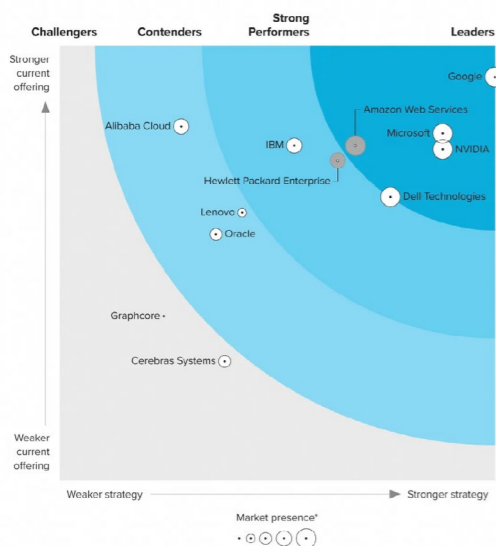 Strong
Challengers Contenders Performers Leaders
Stronger
current
offering
Google
Amazon Web Services
Alibaba Cloud
Microsoft
IBM
NVIDIA
Hewlett Packard Enterprise
Dell Technologies
Lenovo
Oracle
Graphcore
Cerebras Systems
Weaker
current
offering
Weaker strategy Stronger strategy
Market presence*